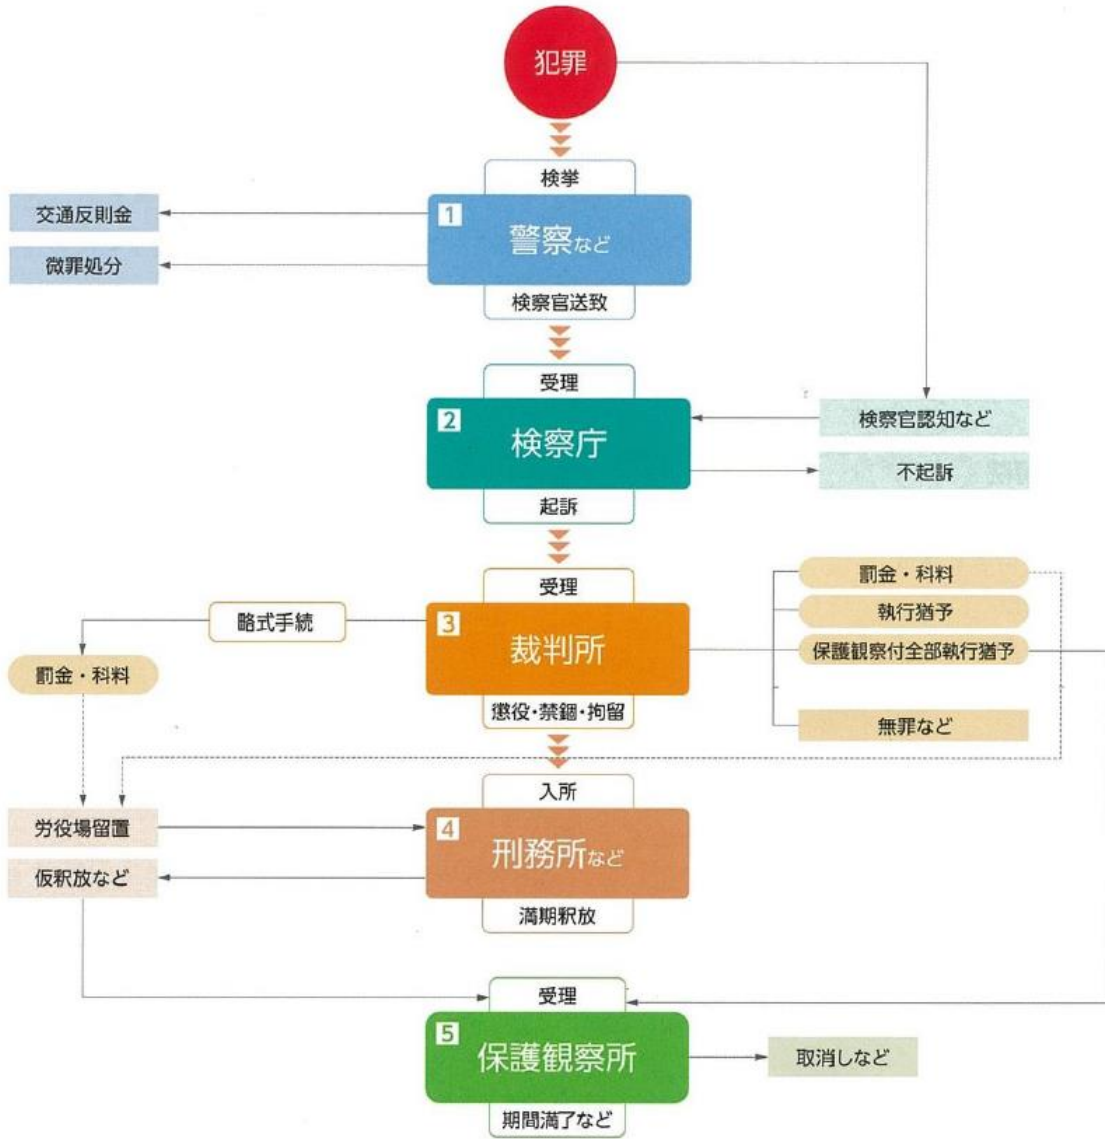 犯罪
検挙
1
警察など
検察官送致
交通反則金
微罪処分
受理
2
検察庁
起訴
検察官認知など
不起訴
受理
3
裁判所
懲役・禁錮・拘留
略式手続
罰金・科料
罰金・科料
執行猶予
保護観察付全部執行猶予
無罪など
入所
4
刑務所など
満期釈放
労役場留置
仮釈放など
受理
5
保護観察所
期間満了など
取消しなど